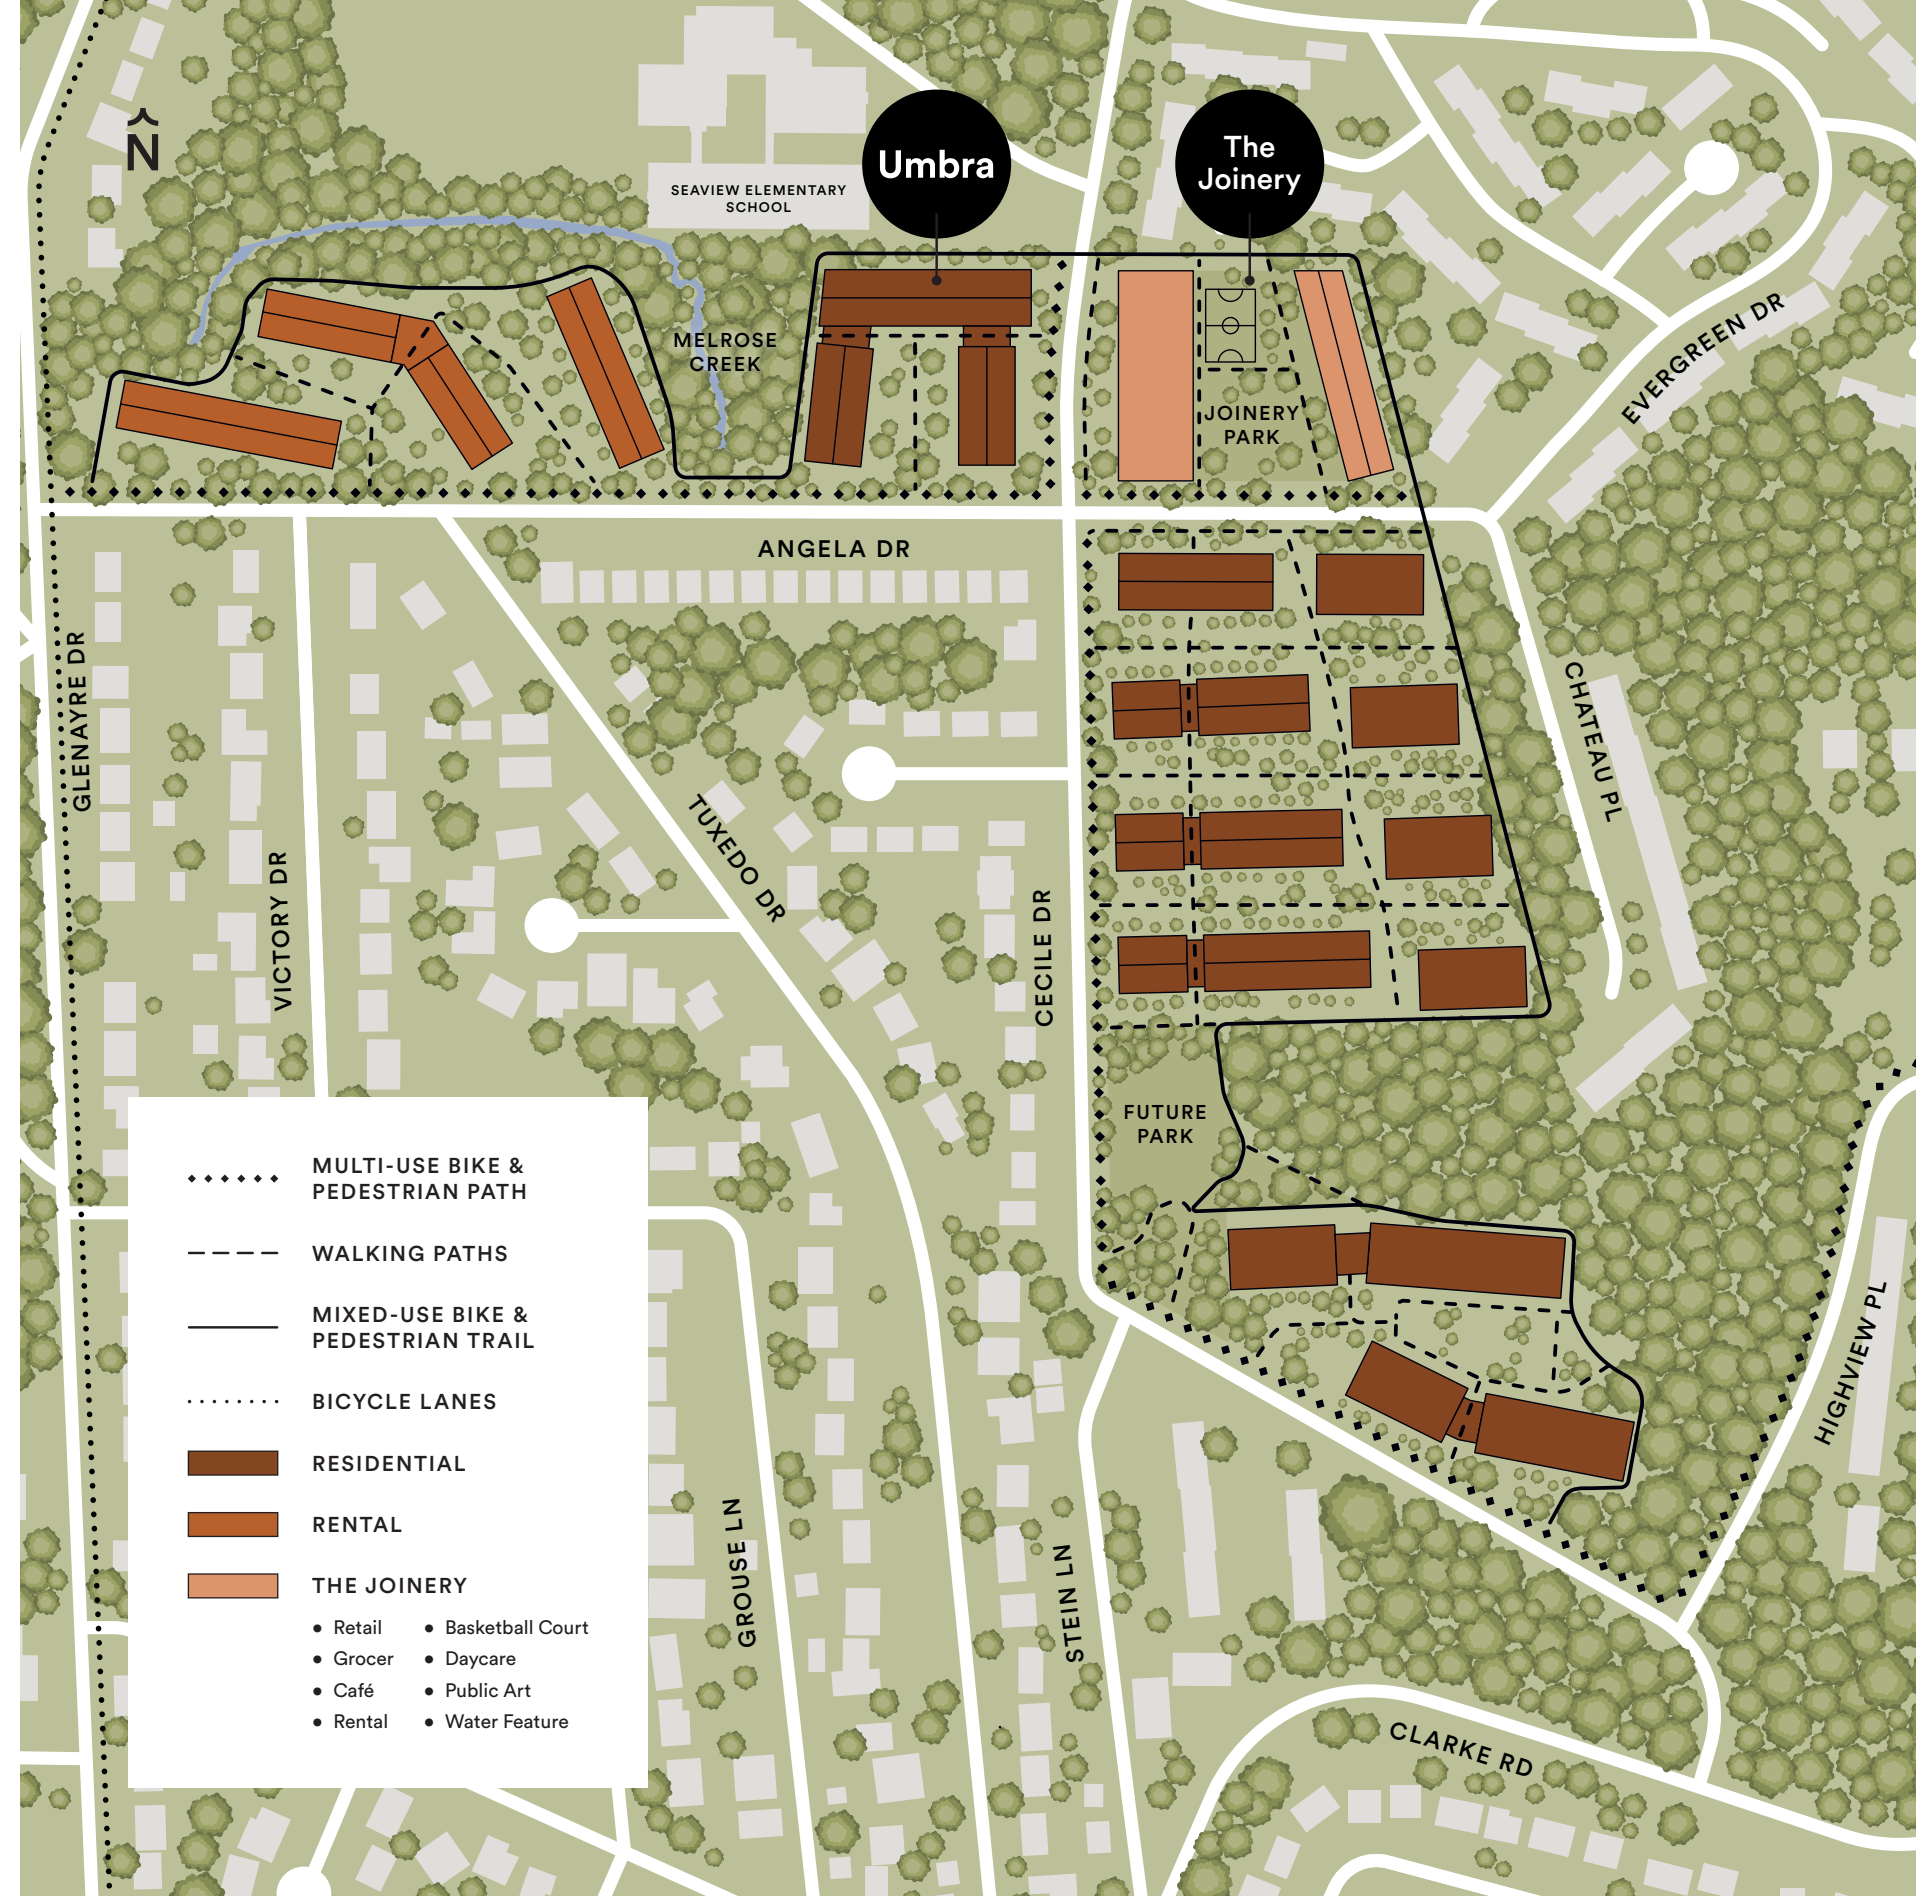 N
Umbra
The
Joinery
SEAVIEW ELEMENTARY
SCHOOL
MELROSE
CREEK
JOINERY
PARK
EVERGREEN DR
ANGELA DR
GLENAYRE DR
VICTORY DR
TUXEDO DR
CECILE DR
CHATEAU PL
FUTURE
PARK
HIGHVIEW PL
GROUSE LN
STEIN LN
CLARKE RD
MULTI-USE BIKE &
PEDESTRIAN PATH
WALKING PATHS
MIXED-USE BIKE &
PEDESTRIAN TRAIL
BICYCLE LANES
RESIDENTIAL
RENTAL
THE JOINERY
• Retail
• Grocer
• Café
• Rental
• Basketball Court
• Daycare
• Public Art
• Water Feature